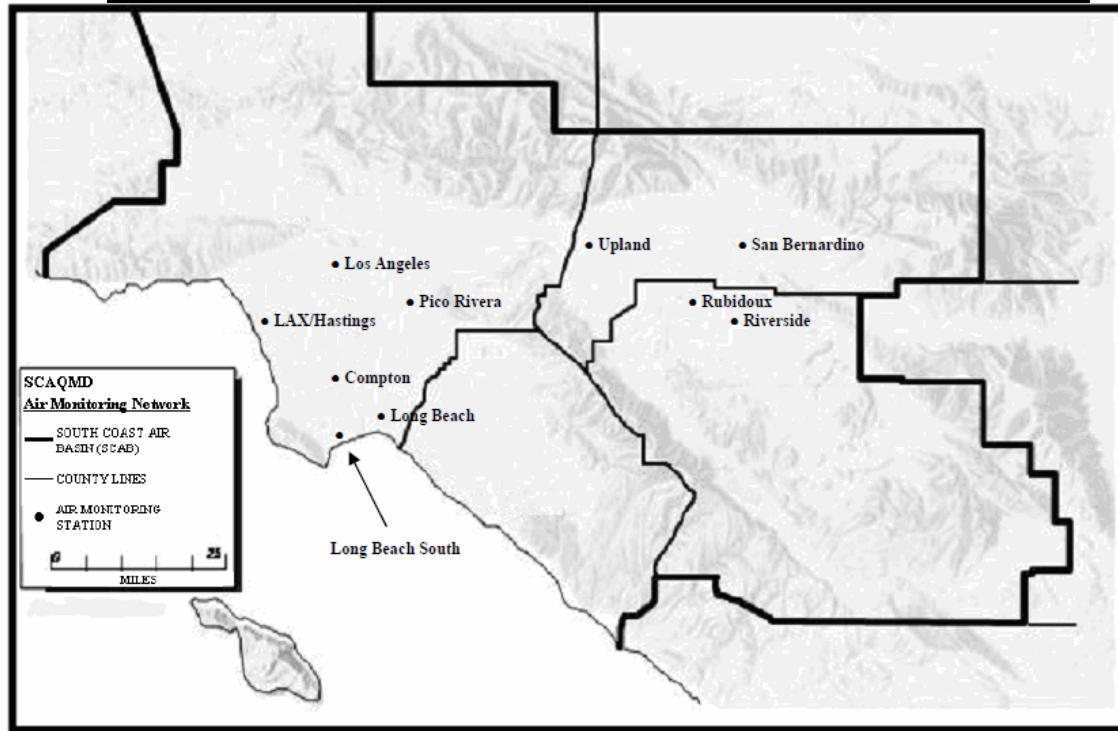 Upland
San Bernardino
Los Angeles
Pico Rivera
Rubidoux
LAX/Hastings
Riverside
Compton
Long Beach
Long Beach South
SCAQMD
Air Monitoring Network
SOUTH COAST AIR
BASIN (SCAB)
COUNTY LINES
AIR MONITORING
STATION
0 25
MILES